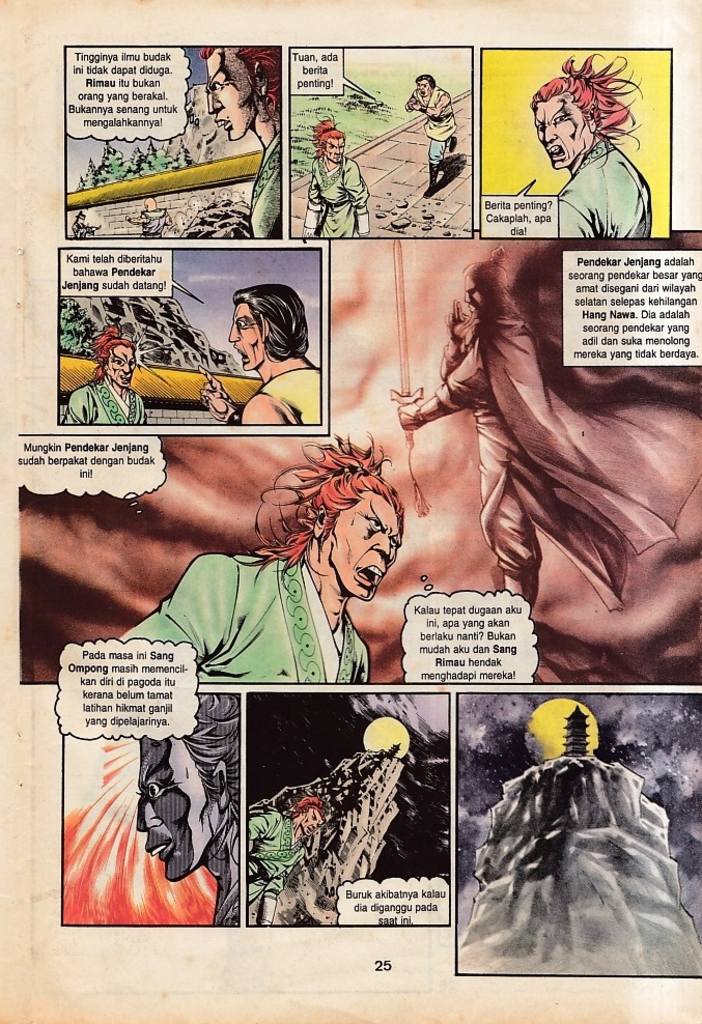 Tingginya ilmu budak
ini tidak dapat diduga.
Rimau itu bukan
orang yang berakal.
Bukannya senang untuk
mengalahkannya!
Tuan, ada
berita
penting!
Berita penting?
Cakaplah, apa
dia!
Kami telah diberitahu
bahawa Pendekar
Jenjang sudah datang!
Pendekar Jenjang adalah
seorang pendekar besar yang
amat disegani dari wilayah
selatan selepas kehilangan
Hang Nawa. Dia adalah
seorang pendekar yang
adil dan suka menolong
mereka yang tidak berdaya.
Mungkin Pendekar Jenjang
sudah berpakat dengan budak
ini!
Kalau tepat dugaan aku
ini, apa yang akan
berlaku nanti? Bukan
mudah aku dan Sang
Rimau hendak
menghadapi mereka!
Pada masa ini Sang
Ompong masih memencil-
kan diri di pagoda itu
kerana belum tamat
latihan hikmat ganjil
yang dipelajarinya.
Buruk akibatnya kalau
dia diganggu pada
saat ini.
25